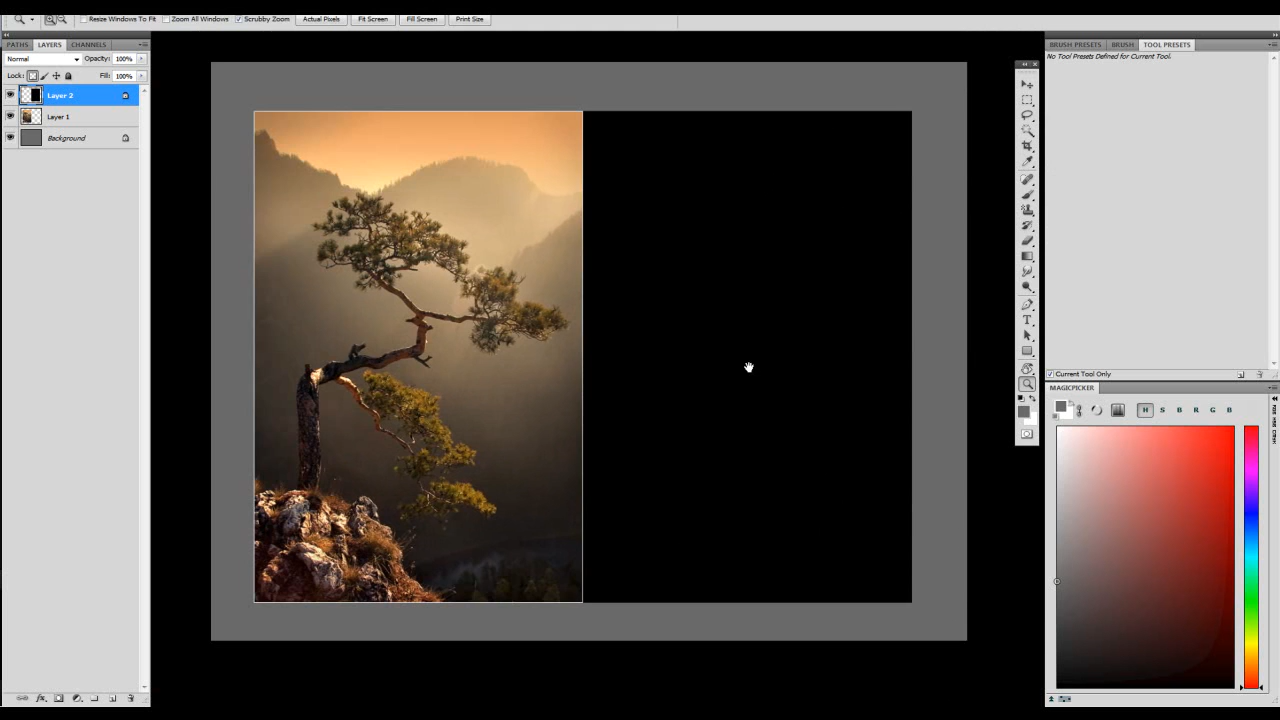 Resize Windows To Fit Zoom All Windows Scrubby Zoom Actual Pixels Fit Screen Fill Screen Print Size
PATHS LAYERS CHANNELS
Normal Opacity: 100%
Lock: Fill: 100%
Layer 2
Layer 1
Background
BRUSH PRESETS BRUSH TOOL PRESETS
No Tool Presets Defined for Current Tool.
T
Current Tool Only
MAGICPICKER
H S B R G B